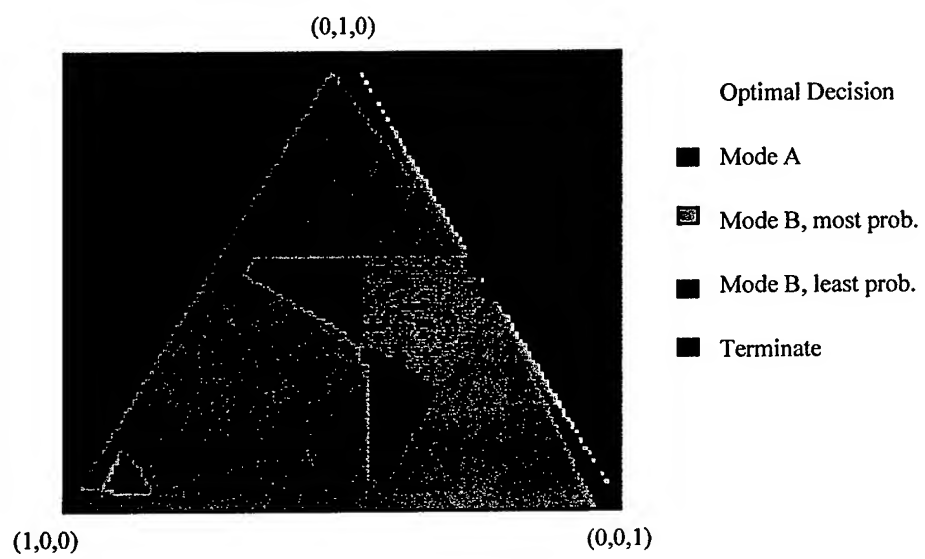 (0,1,0)
Optimal Decision
Mode A
Mode B, most prob.
Mode B, least prob.
Terminate
(1,0,0)
(0,0,1)